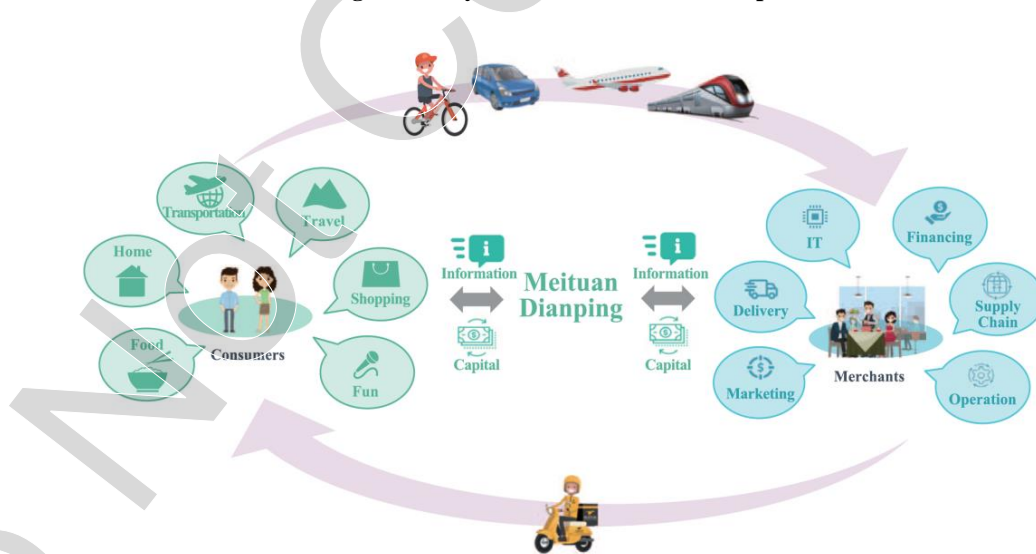 Transportation
Travel
Home
Shopping
Food
Fun
Consumers
Information
Capital
Meituan
Dianping
Information
Capital
IT
Financing
Delivery
Supply
Chain
Marketing
Operation
Merchants
Not